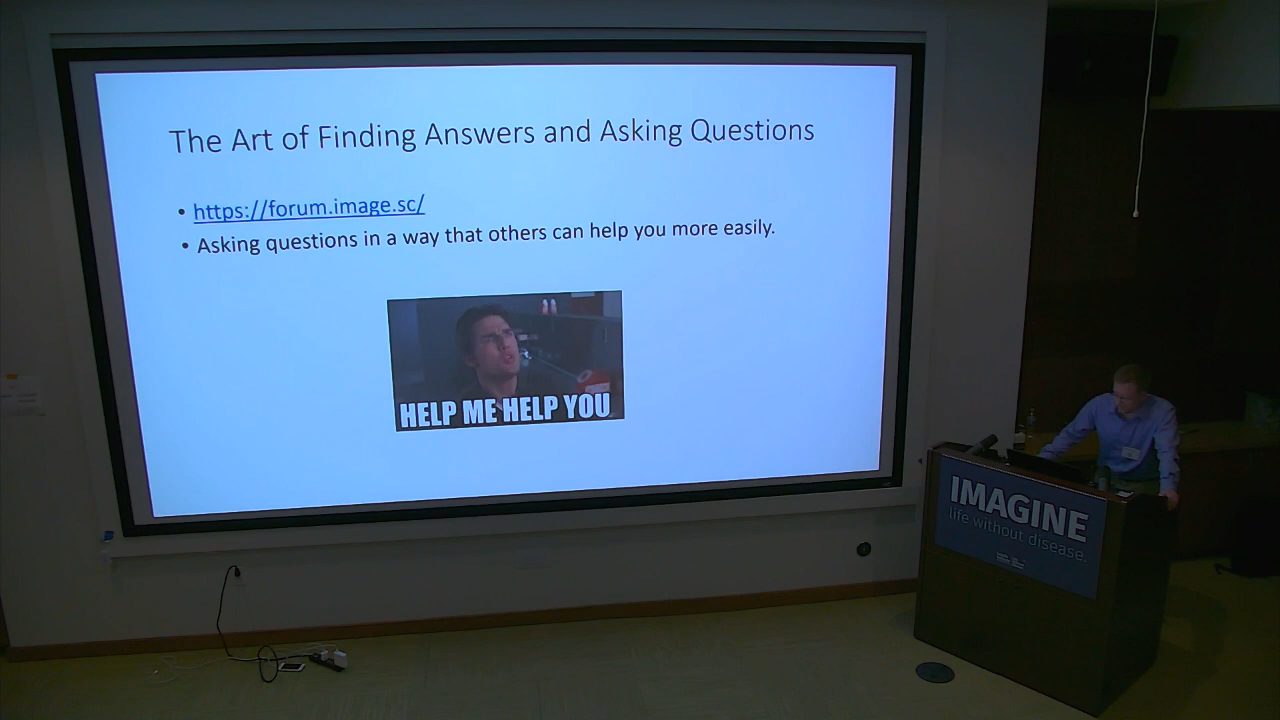 The Art of Finding Answers and Asking Questions
• https://forum.image.sc/
• Asking questions in a way that others can help you more easily.
HELP ME HELP YOU
IMAGINE
life without disease.